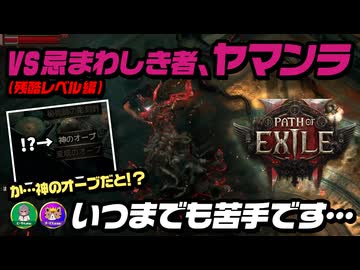 VS忌まわしき者、ヤマンラ
(残酷レベル編)
!?→
神のオーブ
PATH OF
EXILE
か…神のオーブだと!?
いつまでも苦手です…